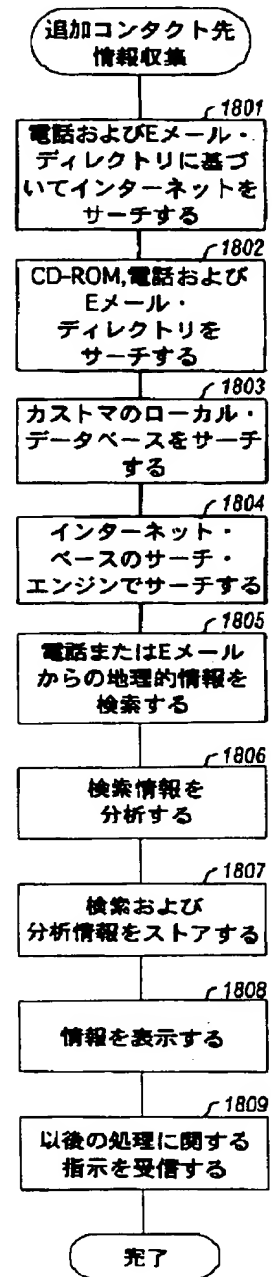 追加コンタクト先
情報収集
1801
電話およびEメール・
ディレクトリに基づ
いてインターネットを
サーチする
1802
CD-ROM,電話および
Eメール・
ディレクトリを
サーチする
1803
カストマのローカル・
データベースをサーチ
する
1804
インターネット・
ベースのサーチ・
エンジンでサーチする
1805
電話またはEメール
からの地理的情報を
検索する
1806
検索情報を
分析する
1807
検索および
分析情報をストアする
1808
情報を表示する
1809
以後の処理に関する
指示を受信する
完了